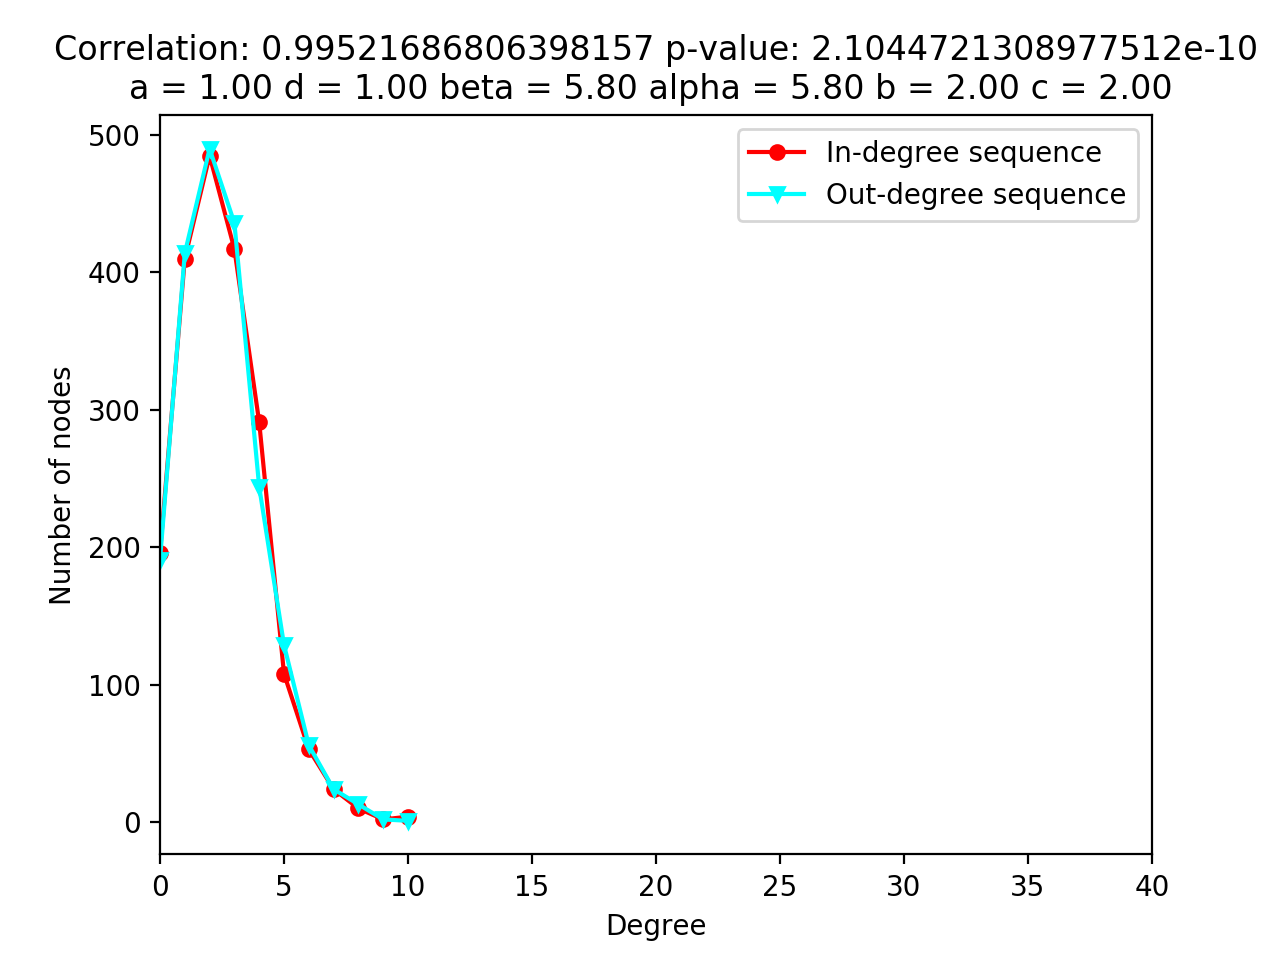 Correlation: 0.99521686806398157 p-value: 2.1044721308977512e-10
a = 1.00 d = 1.00 beta = 5.80 alpha = 5.80 b = 2.00 c = 2.00
In-degree sequence
Out-degree sequence
500
400
300
200
100
0
Number of nodes
0 5 10 15 20 25 30 35 40
Degree